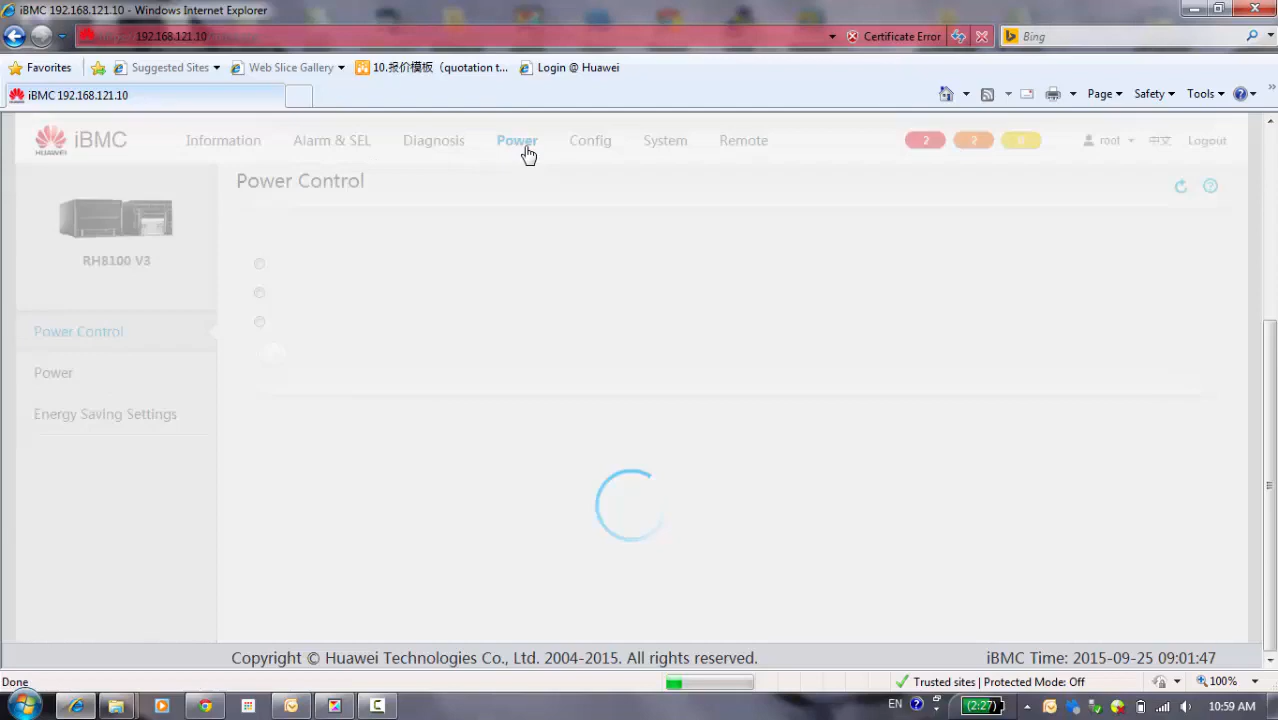 iBMC 192.168.121.10 - Windows Internet Explorer
192.168.121.10
Certificate Error
Bing
Favorites
Suggested Sites
Web Slice Gallery
10.报价模板（quotation t...
Login @ Huawei
iBMC 192.168.121.10
Page
Safety
Tools
HUAWEI
iBMC
Information
Alarm & SEL
Diagnosis
Power
Config
System
Remote
2
2
0
root
中文
Logout
Power Control
RH8100 V3
Power Control
Power
Energy Saving Settings
Copyright © Huawei Technologies Co., Ltd. 2004-2015. All rights reserved.
iBMC Time: 2015-09-25 09:01:47
Done
Trusted sites | Protected Mode: Off
100%
EN
(2:27)
10:59 AM